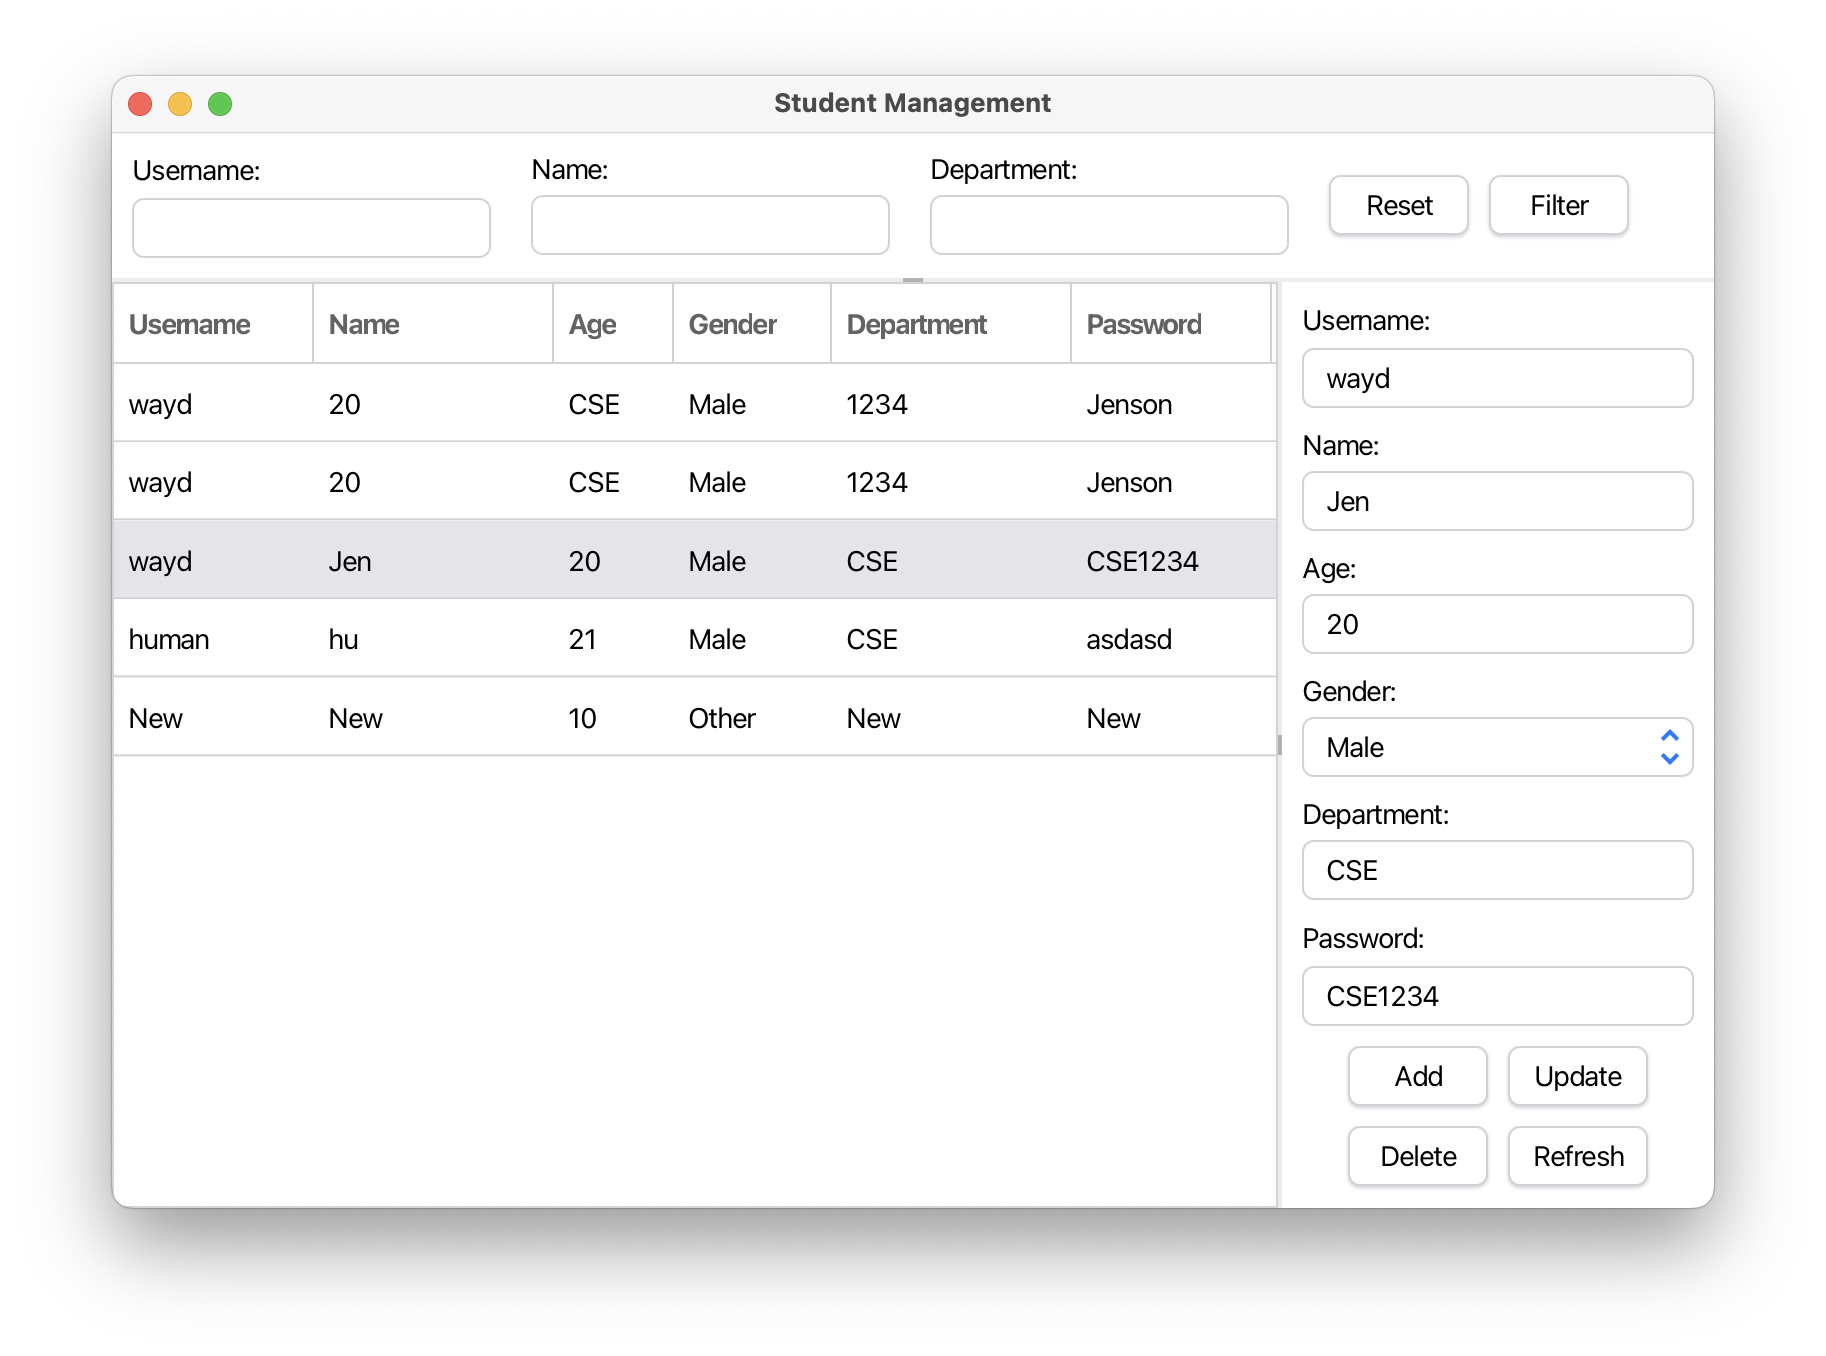 Student Management
Username: Name: Department:
Reset Filter
Username Name Age Gender Department Password
wayd 20 CSE Male 1234 Jenson
wayd 20 CSE Male 1234 Jenson
wayd Jen 20 Male CSE CSE1234
human hu 21 Male CSE asdasd
New New 10 Other New New
Username:
wayd
Name:
Jen
Age:
20
Gender:
Male
Department:
CSE
Password:
CSE1234
Add Update
Delete Refresh